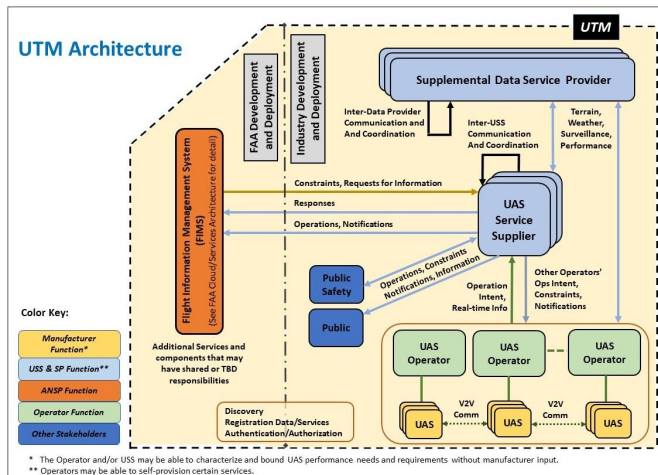 UTM Architecture
UTM
FAA Development
and Deployment
Industry Development
and Deployment
Supplemental Data Service Provider
Inter-Data Provider
Communication and
And Coordination
Inter-USS
Communication
And Coordination
Terrain,
Weather,
Surveillance,
Performance
Flight Information Management System
(FIMS)
(See FAA Cloud/Services Architecture for detail)
Constraints, Requests for Information
Responses
Operations, Notifications
UAS
Service
Supplier
Operations, Constraints
Notifications, Information
Public
Safety
Public
Operation
Intent,
Real-time Info
Other Operators'
Ops Intent,
Constraints,
Notifications
Additional Services and
components that may
have shared or TBD
responsibilities
UAS
Operator
UAS
Operator
UAS
Operator
V2V
Comm
V2V
Comm
UAS
UAS
UAS
Discovery
Registration Data/Services
Authentication/Authorization
Color Key:
Manufacturer
Function*
USS & SP Function**
ANSP Function
Operator Function
Other Stakeholders
* The Operator and/or USS may be able to characterize and bound UAS performance needs and requirements without manufacturer input.
** Operators may be able to self-provision certain services.